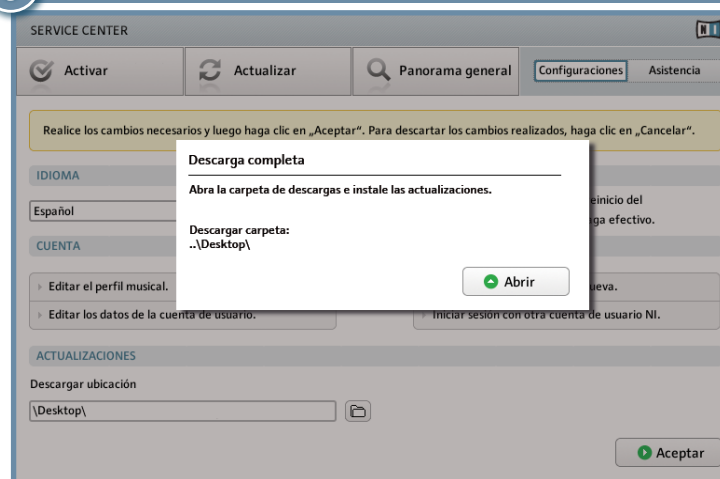 SERVICE CENTER
NI
Activar
Actualizar
Panorama general
Configuraciones
Asistencia
Realice los cambios necesarios y luego haga clic en „Aceptar“. Para descartar los cambios realizados, haga clic en „Cancelar“.
Descarga completa
IDIOMA
Abra la carpeta de descargas e instale las actualizaciones.
einicio del
Español
ga efectivo.
Descargar carpeta:
..\Desktop\
CUENTA
Abrir
Editar el perfil musical.
ueva.
Editar los datos de la cuenta de usuario.
Iniciar sesión con otra cuenta de usuario NI.
ACTUALIZACIONES
Descargar ubicación
\Desktop\
Aceptar